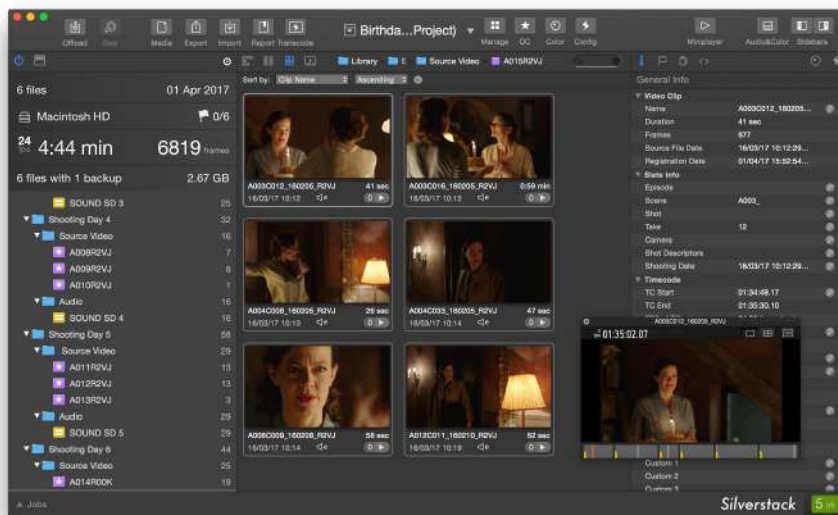 Birthda... Project)
Offload
Media Export Import Report Transcode
Manage QC Color Config
Miniplayer
Audio&Color Sidebars
Library
Source Video
A015R2VJ
General Info
Sort by: Clip Name Ascending
6 files 01 Apr 2017
Macintosh HD 0/6
24 fps 4:44 min 6819 frames
6 files with 1 backup 2.67 GB
SOUND SD 3 25
Shooting Day 4 32
Source Video 16
A008R2VJ 7
A009R2VJ 8
A010R2VJ 1
Audio 16
SOUND SD 4 16
Shooting Day 5 58
Source Video 29
A011R2VJ 13
A012R2VJ 13
A013R2VJ 3
Audio 29
SOUND SD 5 29
Shooting Day 6 44
Source Video 25
A014R00K 19
A003C012_160205_R2VJ 41 sec
16/03/17 10:12 0
A003C016_160205_R2VJ 0:59 min
16/03/17 10:12 0
A004C008_160205_R2VJ 26 sec
16/03/17 10:13 0
A004C033_160205_R2VJ 47 sec
16/03/17 10:14 0
A006C009_160208_R2VJ 58 sec
16/03/17 10:14 0
A012C011_160210_R2VJ 52 sec
16/03/17 10:19 0
Video Clip
Name A003C012_160205...
Duration 41 sec
Frames 977
Source File Date 16/03/17 10:12:29...
Registration Date 01/04/17 15:52:54...
Slate Info
Episode
Scene A003_
Shot
Take 12
Camera
Shot Descriptors
Shooting Date 16/03/17 10:12:29...
Timecode
TC Start 01:34:49.17
TC End 01:35:30.10
A003C012_160205_R2VJ
01:35:02.07
Custom 1
Custom 2
Custom 3
Jobs
Silverstack